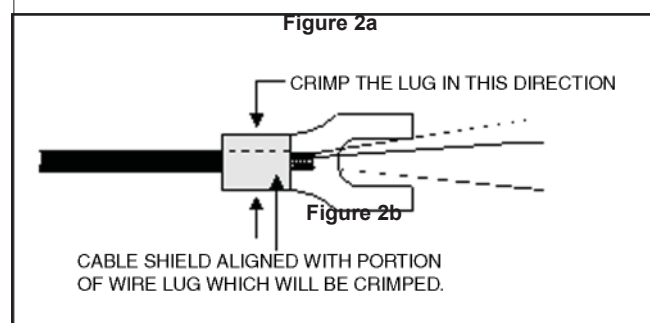 Figure 2a
CRIMP THE LUG IN THIS DIRECTION
Figure 2b
CABLE SHIELD ALIGNED WITH PORTION
OF WIRE LUG WHICH WILL BE CRIMPED.